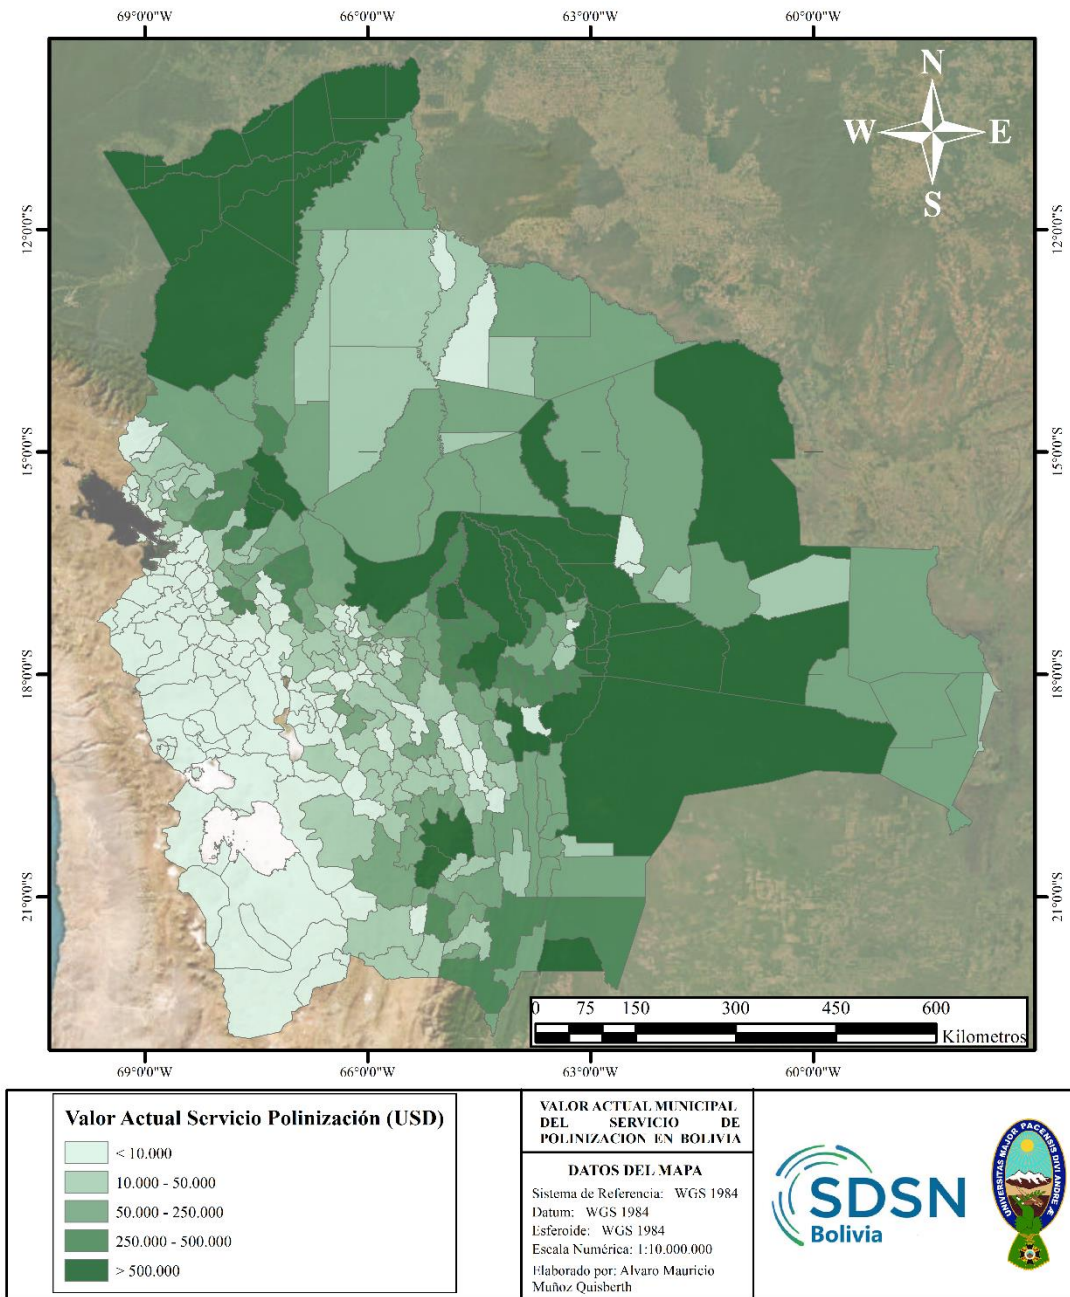 69°0'0"W 66°0'0"W 63°0'0"W 60°0'0"W
N
W E
S
12°0'0"S 12°0'0"S
15°0'0"S 15°0'0"S
18°0'0"S 18°0'0"S
21°0'0"S 21°0'0"S
0 75 150 300 450 600
Kilometros
69°0'0"W 66°0'0"W 63°0'0"W 60°0'0"W
Valor Actual Servicio Polinización (USD)
< 10.000
10.000 - 50.000
50.000 - 250.000
250.000 - 500.000
> 500.000
VALOR ACTUAL MUNICIPAL
DEL SERVICIO DE
POLINIZACION EN BOLIVIA
DATOS DEL MAPA
Sistema de Referencia: WGS 1984
Datum: WGS 1984
Esferoide: WGS 1984
Escala Numérica: 1:10.000.000
Elaborado por: Alvaro Mauricio
Muñoz Quisberth
SDSN
Bolivia
UNIVERSITAS MAJOR PACENSIS DIVI ANDRE Æ